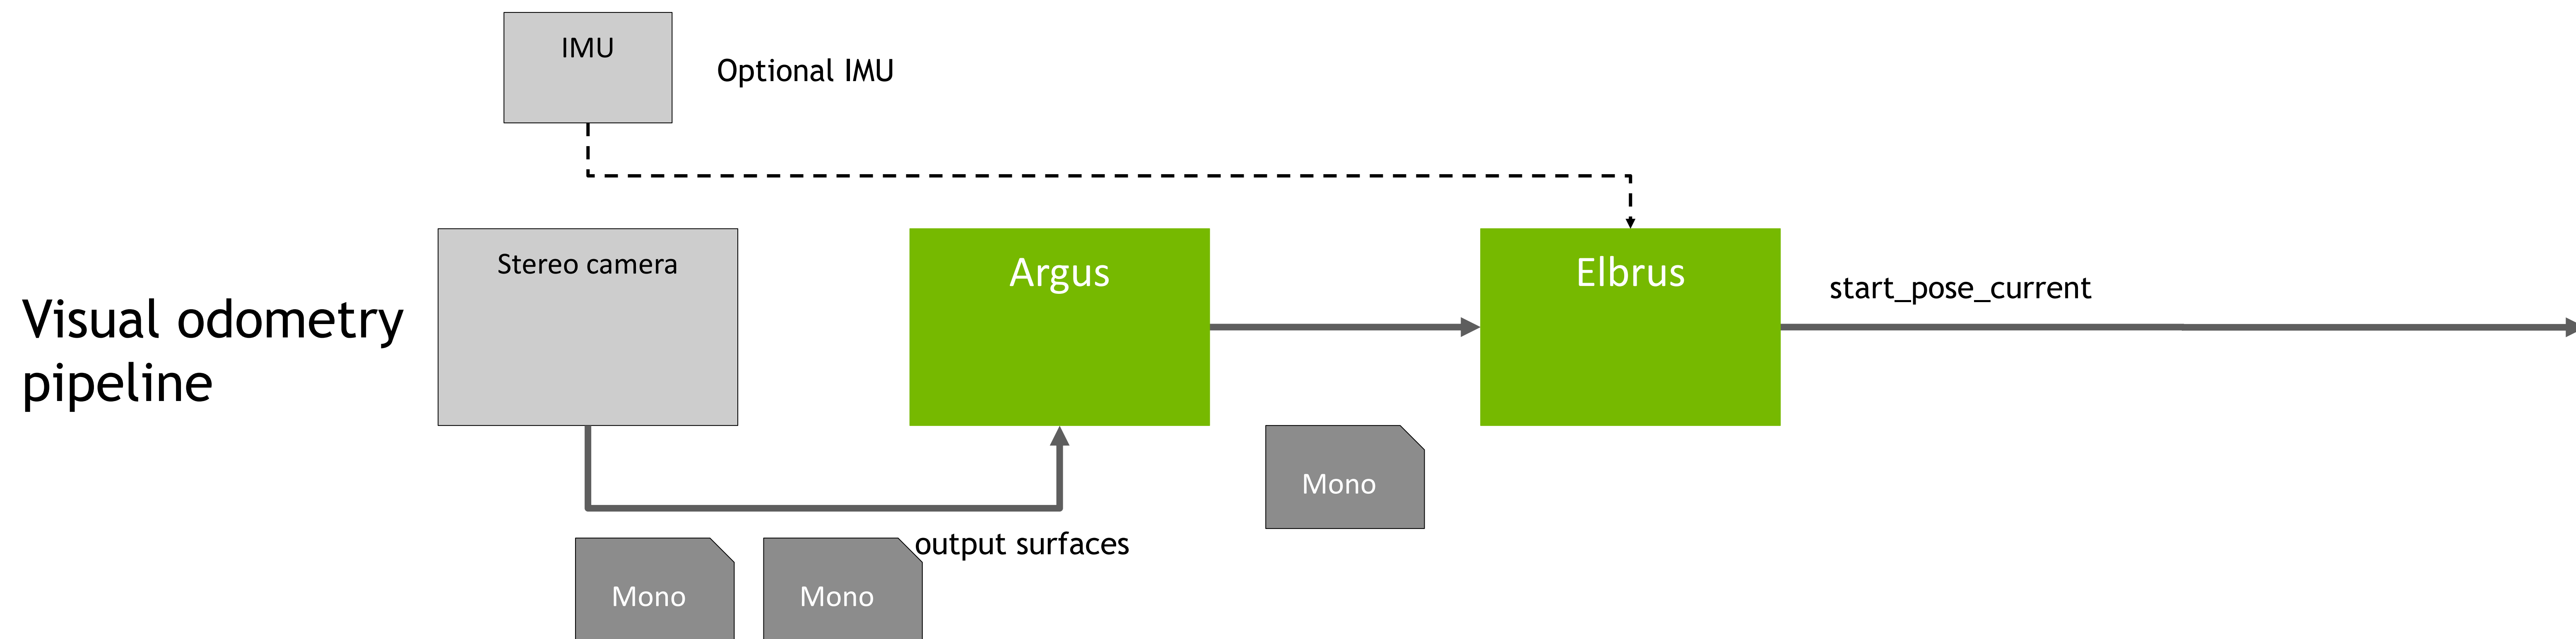 IMU
Optional IMU
Stereo camera
Argus
Elbrus
start_pose_current
Visual odometry
pipeline
Mono
output surfaces
Mono
Mono